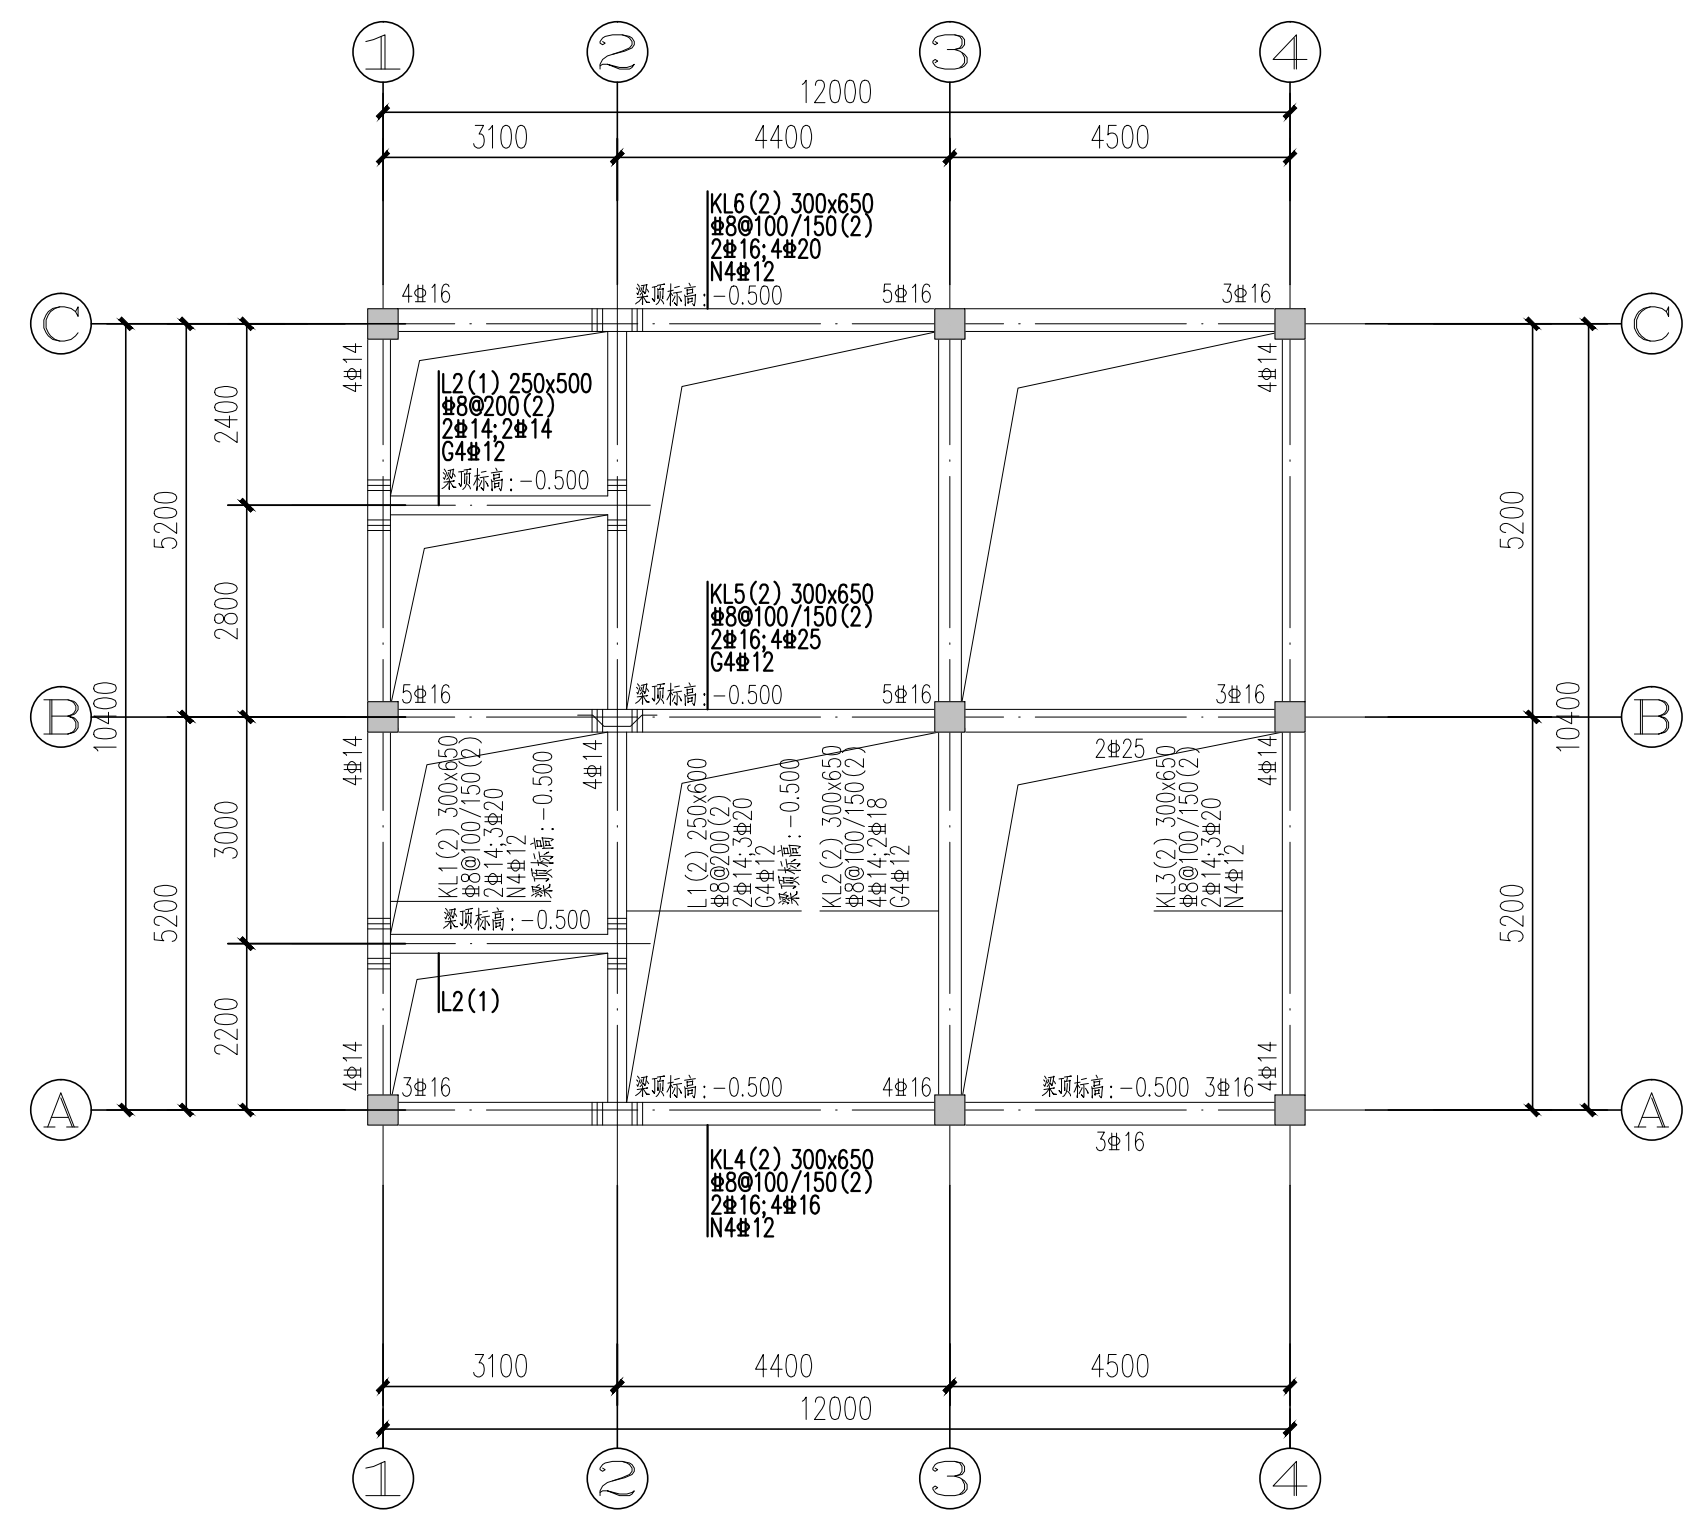 1 2 3 4
12000
3100 4400 4500
KL6(2) 300x650
Φ8@100/150(2)
2Φ16;4Φ20
N4Φ12
4Φ16
梁顶标高:-0.500
5Φ16
3Φ16
C
C
4Φ14
4Φ14
L2(1) 250x500
Φ8@200(2)
2Φ14;2Φ14
G4Φ12
梁顶标高:-0.500
2400
5200
5200
2800
KL5(2) 300x650
Φ8@100/150(2)
2Φ16;4Φ25
G4Φ12
5Φ16
梁顶标高:-0.500
5Φ16
3Φ16
B
10400
10400
B
4Φ14
4Φ14
2Φ25
4Φ14
KL1(2) 300x650
Φ8@100/150(2)
2Φ14;3Φ20
N4Φ12
梁顶标高:-0.500
L1(2) 250x600
Φ8@200(2)
2Φ14;3Φ20
G4Φ12
梁顶标高:-0.500
KL2(2) 300x650
Φ8@100/150(2)
4Φ14;2Φ18
G4Φ12
KL3(2) 300x650
Φ8@100/150(2)
2Φ14;3Φ20
N4Φ12
3000
5200
5200
梁顶标高:-0.500
L2(1)
2200
4Φ14
4Φ14
3Φ16
梁顶标高:-0.500
4Φ16
梁顶标高:-0.500
3Φ16
A
A
3Φ16
KL4(2) 300x650
Φ8@100/150(2)
2Φ16;4Φ16
N4Φ12
3100 4400 4500
12000
1 2 3 4